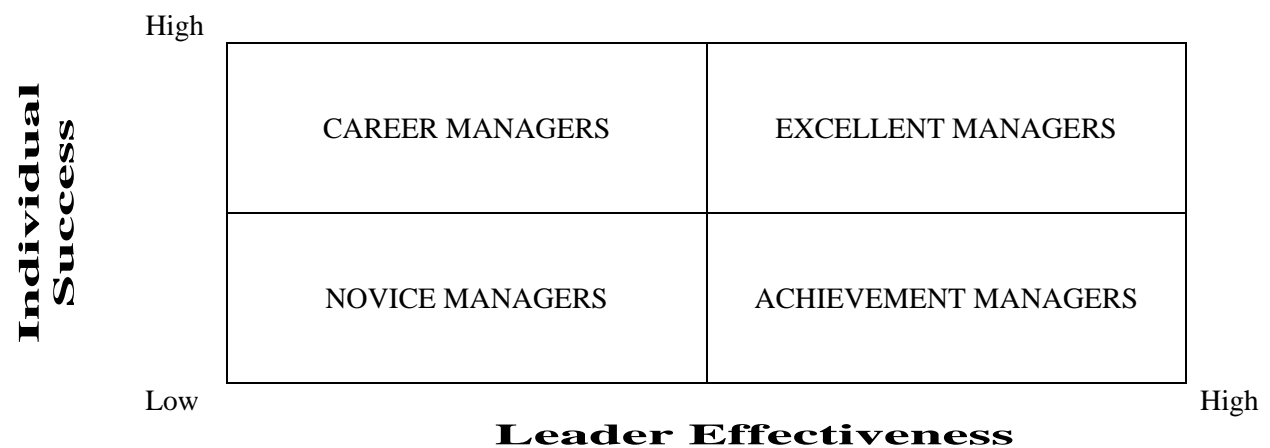 High
Individual
Success
CAREER MANAGERS
EXCELLENT MANAGERS
NOVICE MANAGERS
ACHIEVEMENT MANAGERS
Low
High
Leader Effectiveness